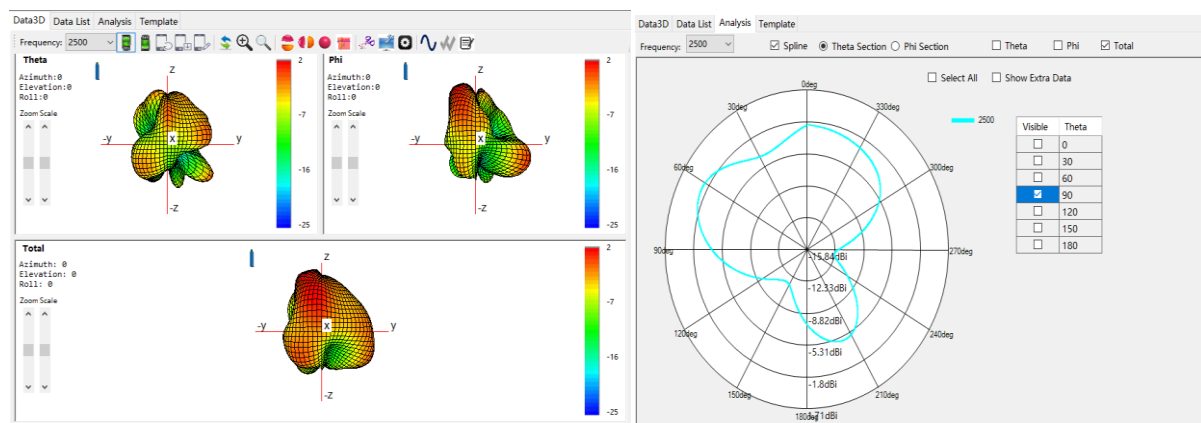 Data3D Data List Analysis Template
Frequency: 2500
Theta
Azimuth:0
Elevation:0
Roll:0
Zoom Scale
z
-y
x
y
-z
2
-7
-16
-25
Phi
Azimuth:0
Elevation:0
Roll:0
Zoom Scale
z
-y
x
y
-z
2
-7
-16
-25
Total
Azimuth: 0
Elevation: 0
Roll: 0
Zoom Scale
z
-y
x
y
-z
2
-7
-16
-25
Data3D Data List Analysis Template
Frequency: 2500 Spline Theta Section Phi Section Theta Phi Total
Select All Show Extra Data
0deg
30deg
330deg
60deg
300deg
90deg
270deg
120deg
240deg
150deg
210deg
-15.84dBi
-12.33dBi
-8.82dBi
-5.31dBi
-1.8dBi
180deg
1.71dBi
2500
Visible Theta
0
30
60
90
120
150
180